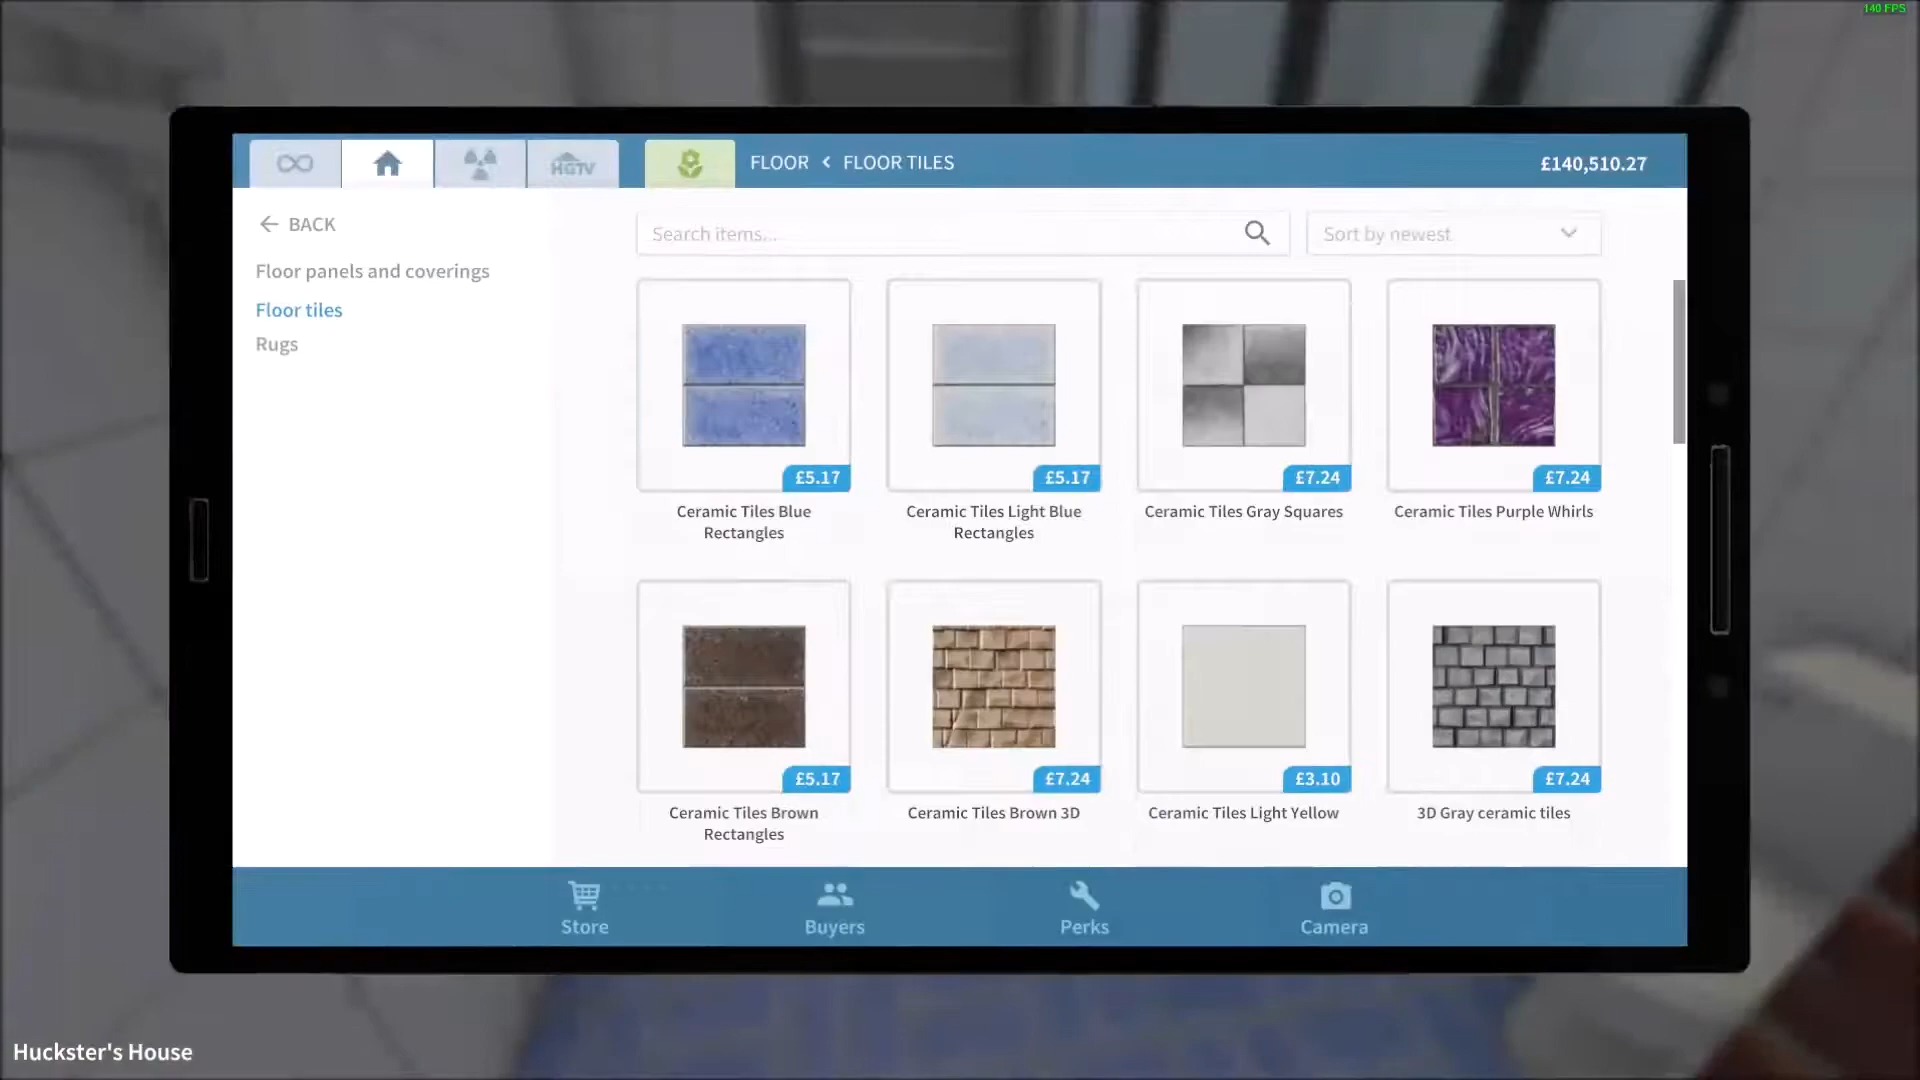 140 FPS
HGTV
FLOOR < FLOOR TILES
£140,510.27
BACK
Floor panels and coverings
Floor tiles
Rugs
Search items...
Sort by newest
£5.17
£5.17
£7.24
£7.24
Ceramic Tiles Blue
Rectangles
Ceramic Tiles Light Blue
Rectangles
Ceramic Tiles Gray Squares
Ceramic Tiles Purple Whirls
£5.17
£7.24
£3.10
£7.24
Ceramic Tiles Brown
Rectangles
Ceramic Tiles Brown 3D
Ceramic Tiles Light Yellow
3D Gray ceramic tiles
Store
Buyers
Perks
Camera
Huckster's House